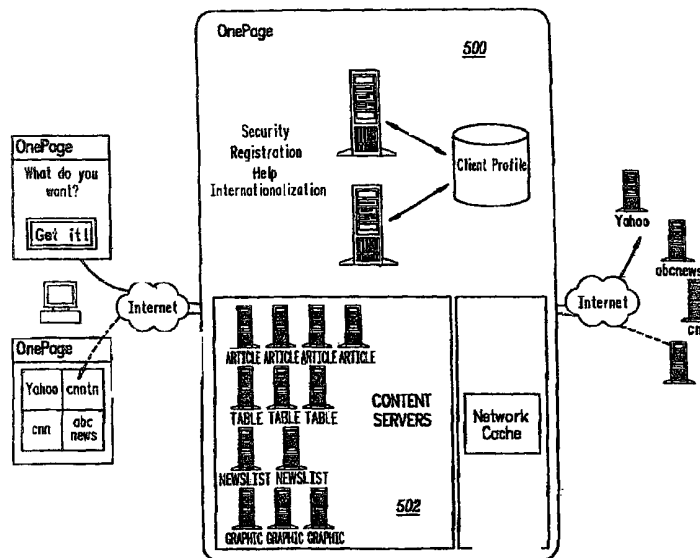 OnePage
500
Security
Registration
Help
Internationalization
Client Profile
OnePage
What do you
want?
Get it!
Internet
OnePage
Yahoo cnntn
cnn abc
news
ARTICLE ARTICLE ARTICLE ARTICLE
TABLE TABLE TABLE
CONTENT
SERVERS
NEWSLIST NEWSLIST
502
GRAPHIC GRAPHIC GRAPHIC
Network
Cache
Internet
Yahoo
abcnews